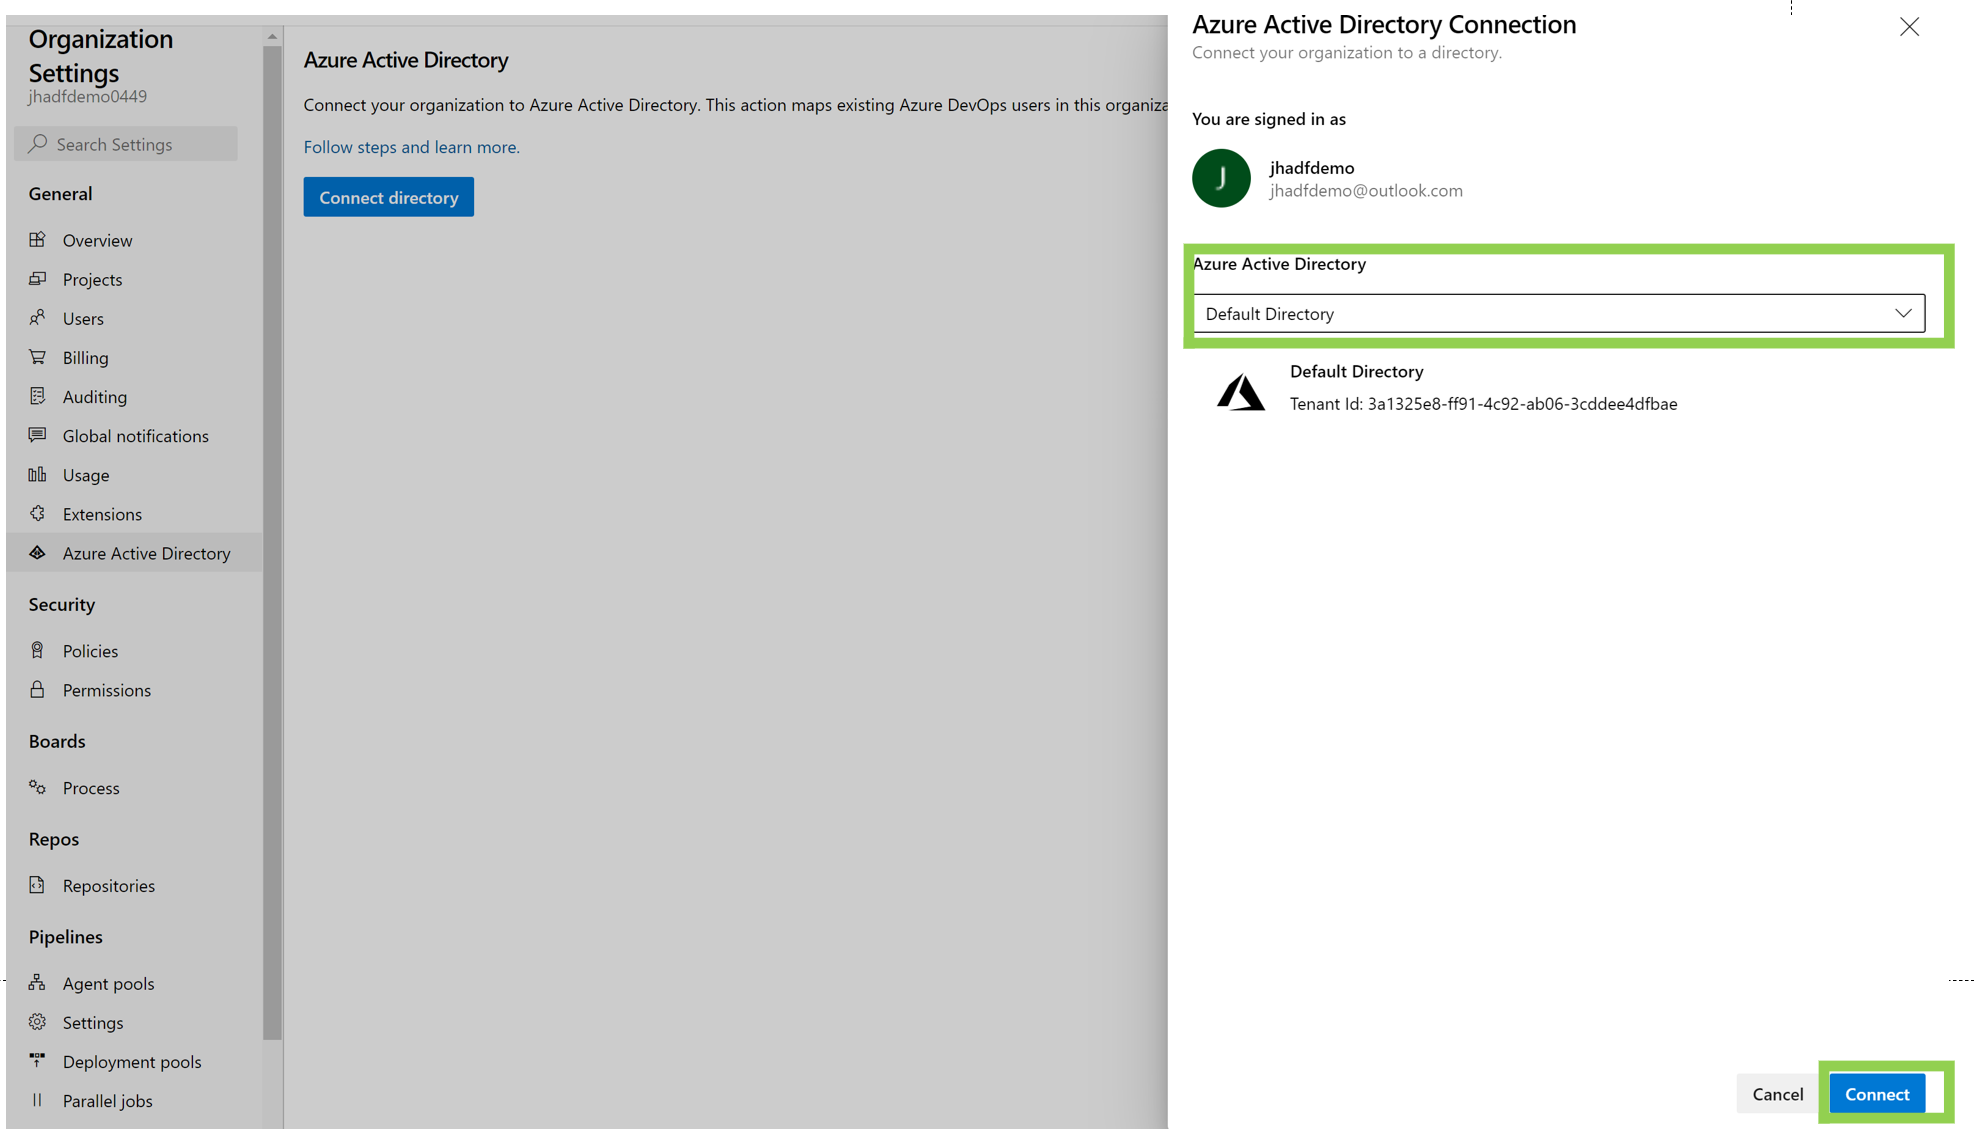 Organization
Settings
jhadfdemo0449
Search Settings
General
Overview
Projects
Users
Billing
Auditing
Global notifications
Usage
Extensions
Azure Active Directory
Security
Policies
Permissions
Boards
Process
Repos
Repositories
Pipelines
Agent pools
Settings
Deployment pools
Parallel jobs
Azure Active Directory
Connect your organization to Azure Active Directory. This action maps existing Azure DevOps users in this organiza
Follow steps and learn more.
Connect directory
Azure Active Directory Connection
Connect your organization to a directory.
You are signed in as
J
jhadfdemo
jhadfdemo@outlook.com
Azure Active Directory
Default Directory
Default Directory
Tenant Id: 3a1325e8-ff91-4c92-ab06-3cddee4dfbae
Cancel
Connect